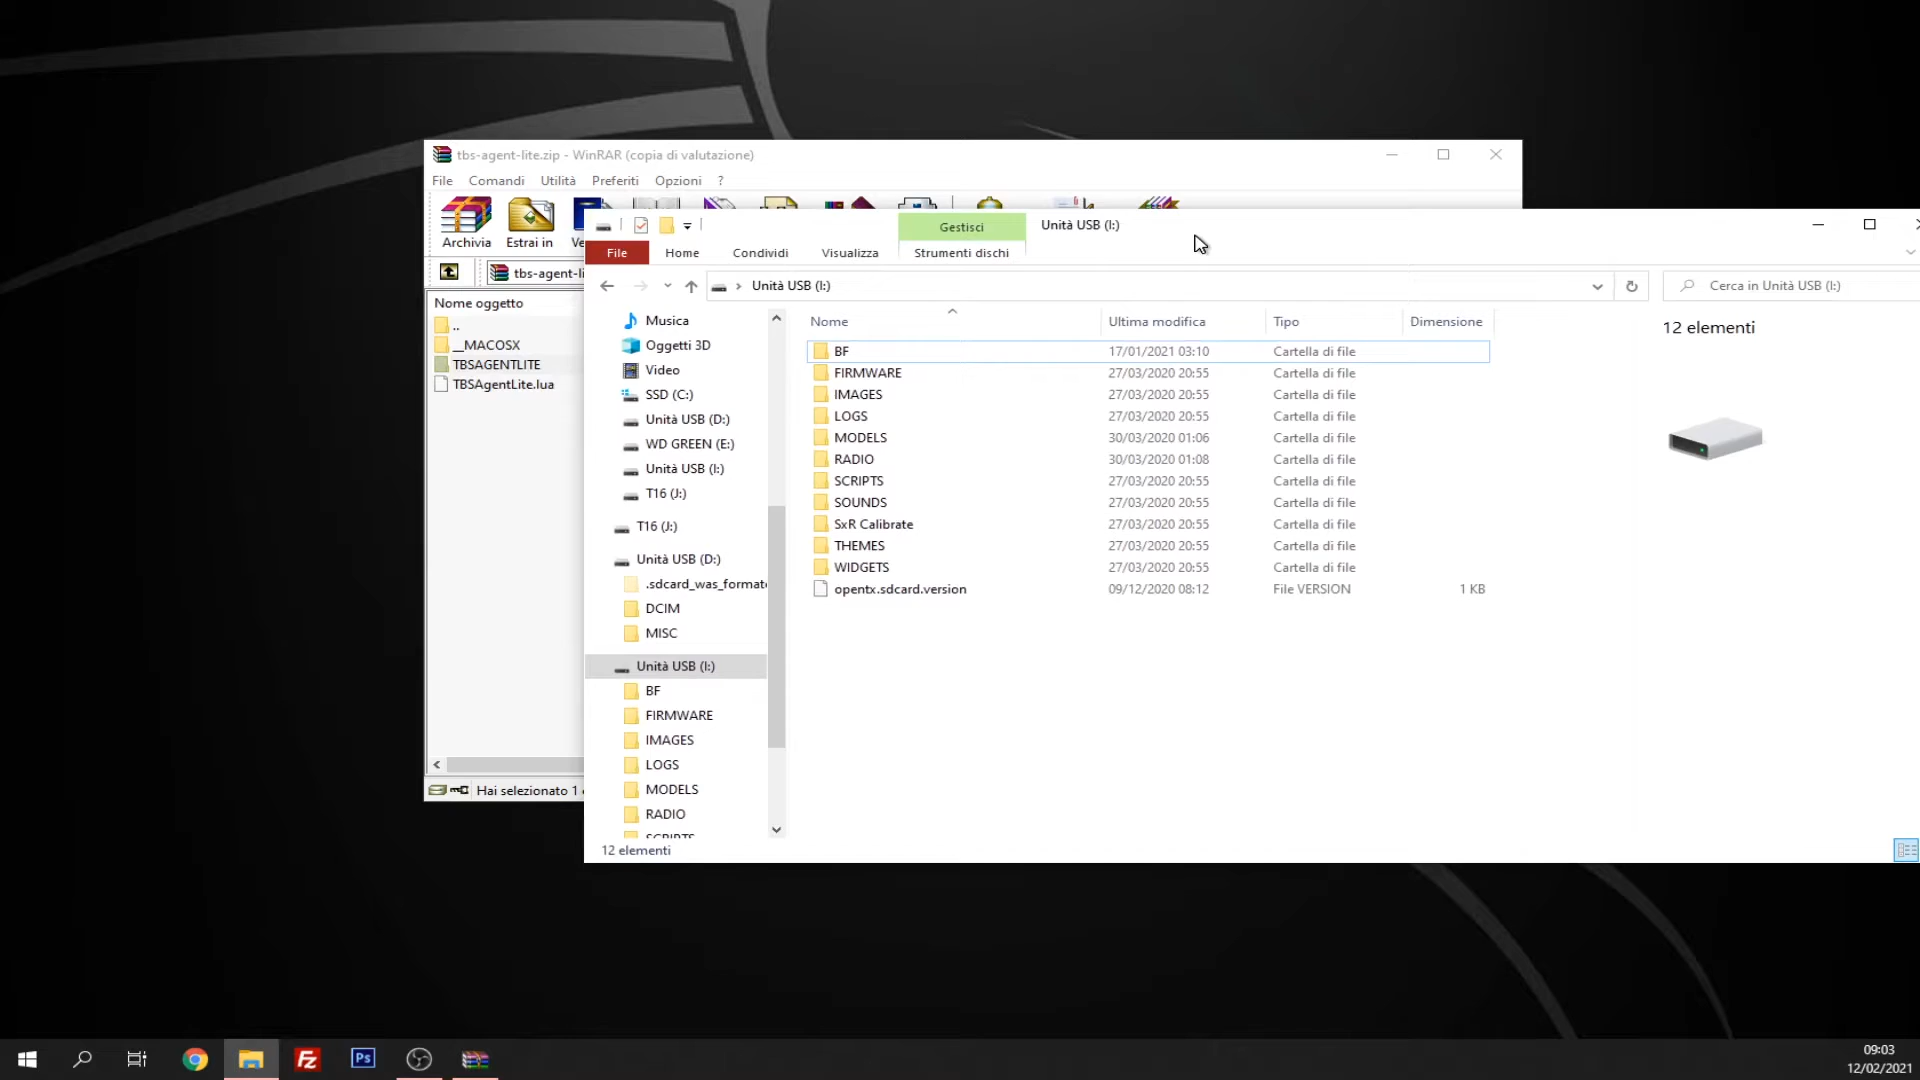 tbs-agent-lite.zip - WinRAR (copia di valutazione)
File Comandi Utilità Preferiti Opzioni ?
Archivia Estrai in
tbs-agent-li
Nome oggetto
..
__MACOSX
TBSAGENTLITE
TBSAgentLite.lua
Hai selezionato 1
Gestisci Unità USB (I:)
File Home Condividi Visualizza Strumenti dischi
Unità USB (I:) Cerca in Unità USB (I:)
Musica
Oggetti 3D
Video
SSD (C:)
Unità USB (D:)
WD GREEN (E:)
Unità USB (I:)
T16 (J:)
T16 (J:)
Unità USB (D:)
.sdcard_was_formate
DCIM
MISC
Unità USB (I:)
BF
FIRMWARE
IMAGES
LOGS
MODELS
RADIO
SCRIPTS
Nome Ultima modifica Tipo Dimensione
BF 17/01/2021 03:10 Cartella di file
FIRMWARE 27/03/2020 20:55 Cartella di file
IMAGES 27/03/2020 20:55 Cartella di file
LOGS 27/03/2020 20:55 Cartella di file
MODELS 30/03/2020 01:06 Cartella di file
RADIO 30/03/2020 01:08 Cartella di file
SCRIPTS 27/03/2020 20:55 Cartella di file
SOUNDS 27/03/2020 20:55 Cartella di file
SxR Calibrate 27/03/2020 20:55 Cartella di file
THEMES 27/03/2020 20:55 Cartella di file
WIDGETS 27/03/2020 20:55 Cartella di file
opentx.sdcard.version 09/12/2020 08:12 File VERSION 1 KB
12 elementi
12 elementi
Fz
Ps
09:03
12/02/2021